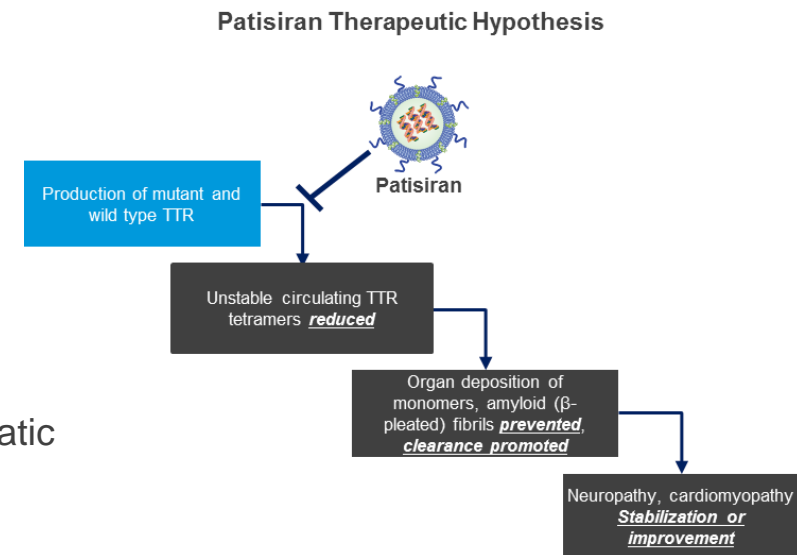 Patisiran Therapeutic Hypothesis
Patisiran
Production of mutant and
wild type TTR
Unstable circulating TTR
tetramers reduced
Organ deposition of
monomers, amyloid (β-
pleated) fibrils prevented,
clearance promoted
atic
Neuropathy, cardiomyopathy
Stabilization or
improvement